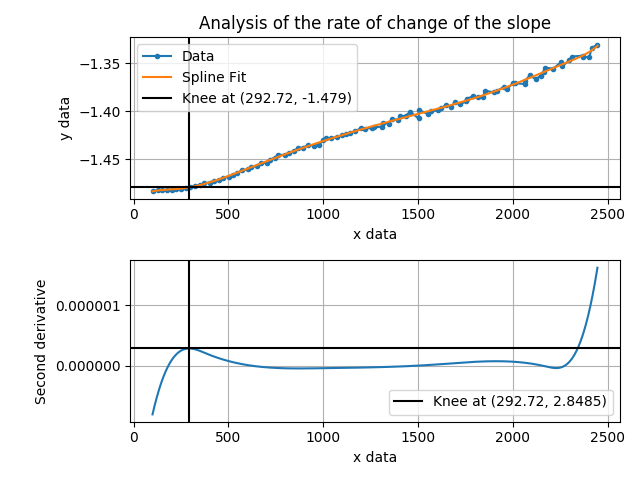 Analysis of the rate of change of the slope
Data
Spline Fit
Knee at (292.72, -1.479)
y data
−1.35
−1.40
−1.45
0 500 1000 1500 2000 2500
x data
Second derivative
0.000001
0.000000
Knee at (292.72, 2.8485)
0 500 1000 1500 2000 2500
x data